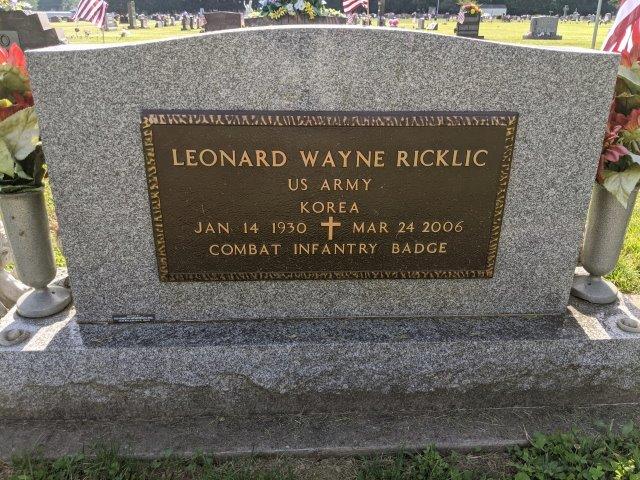 LEONARD WAYNE RICKLIC
US ARMY
KOREA
JAN 14 1930 MAR 24 2006
COMBAT INFANTRY BADGE